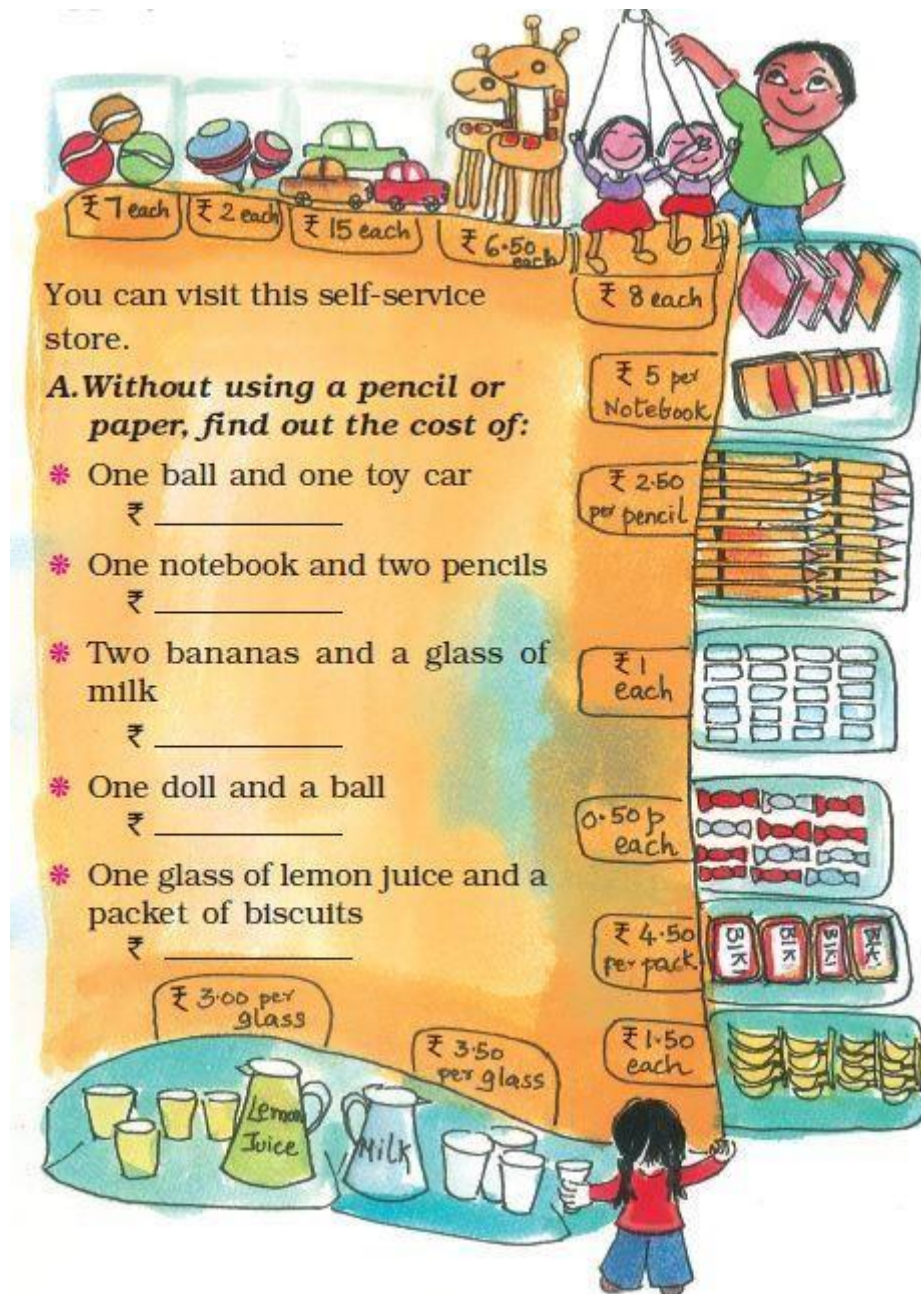 ₹ 7 each
₹ 2 each
₹ 15 each
₹ 6.50
each
₹ 8 each
You can visit this self-service
store.
A.Without using a pencil or
paper, find out the cost of:
One ball and one toy car
₹
One notebook and two pencils
₹
Two bananas and a glass of
milk
₹
One doll and a ball
₹
One glass of lemon juice and a
packet of biscuits
₹
₹ 5 per
Notebook
₹ 2.50
per pencil
₹ 1
each
0.50 p
each
₹ 4.50
per pack
BIKI
BIKI
BIKI
BIKI
₹ 1.50
each
₹ 3.00 per
glass
₹ 3.50
per glass
Lemon
Juice
Milk